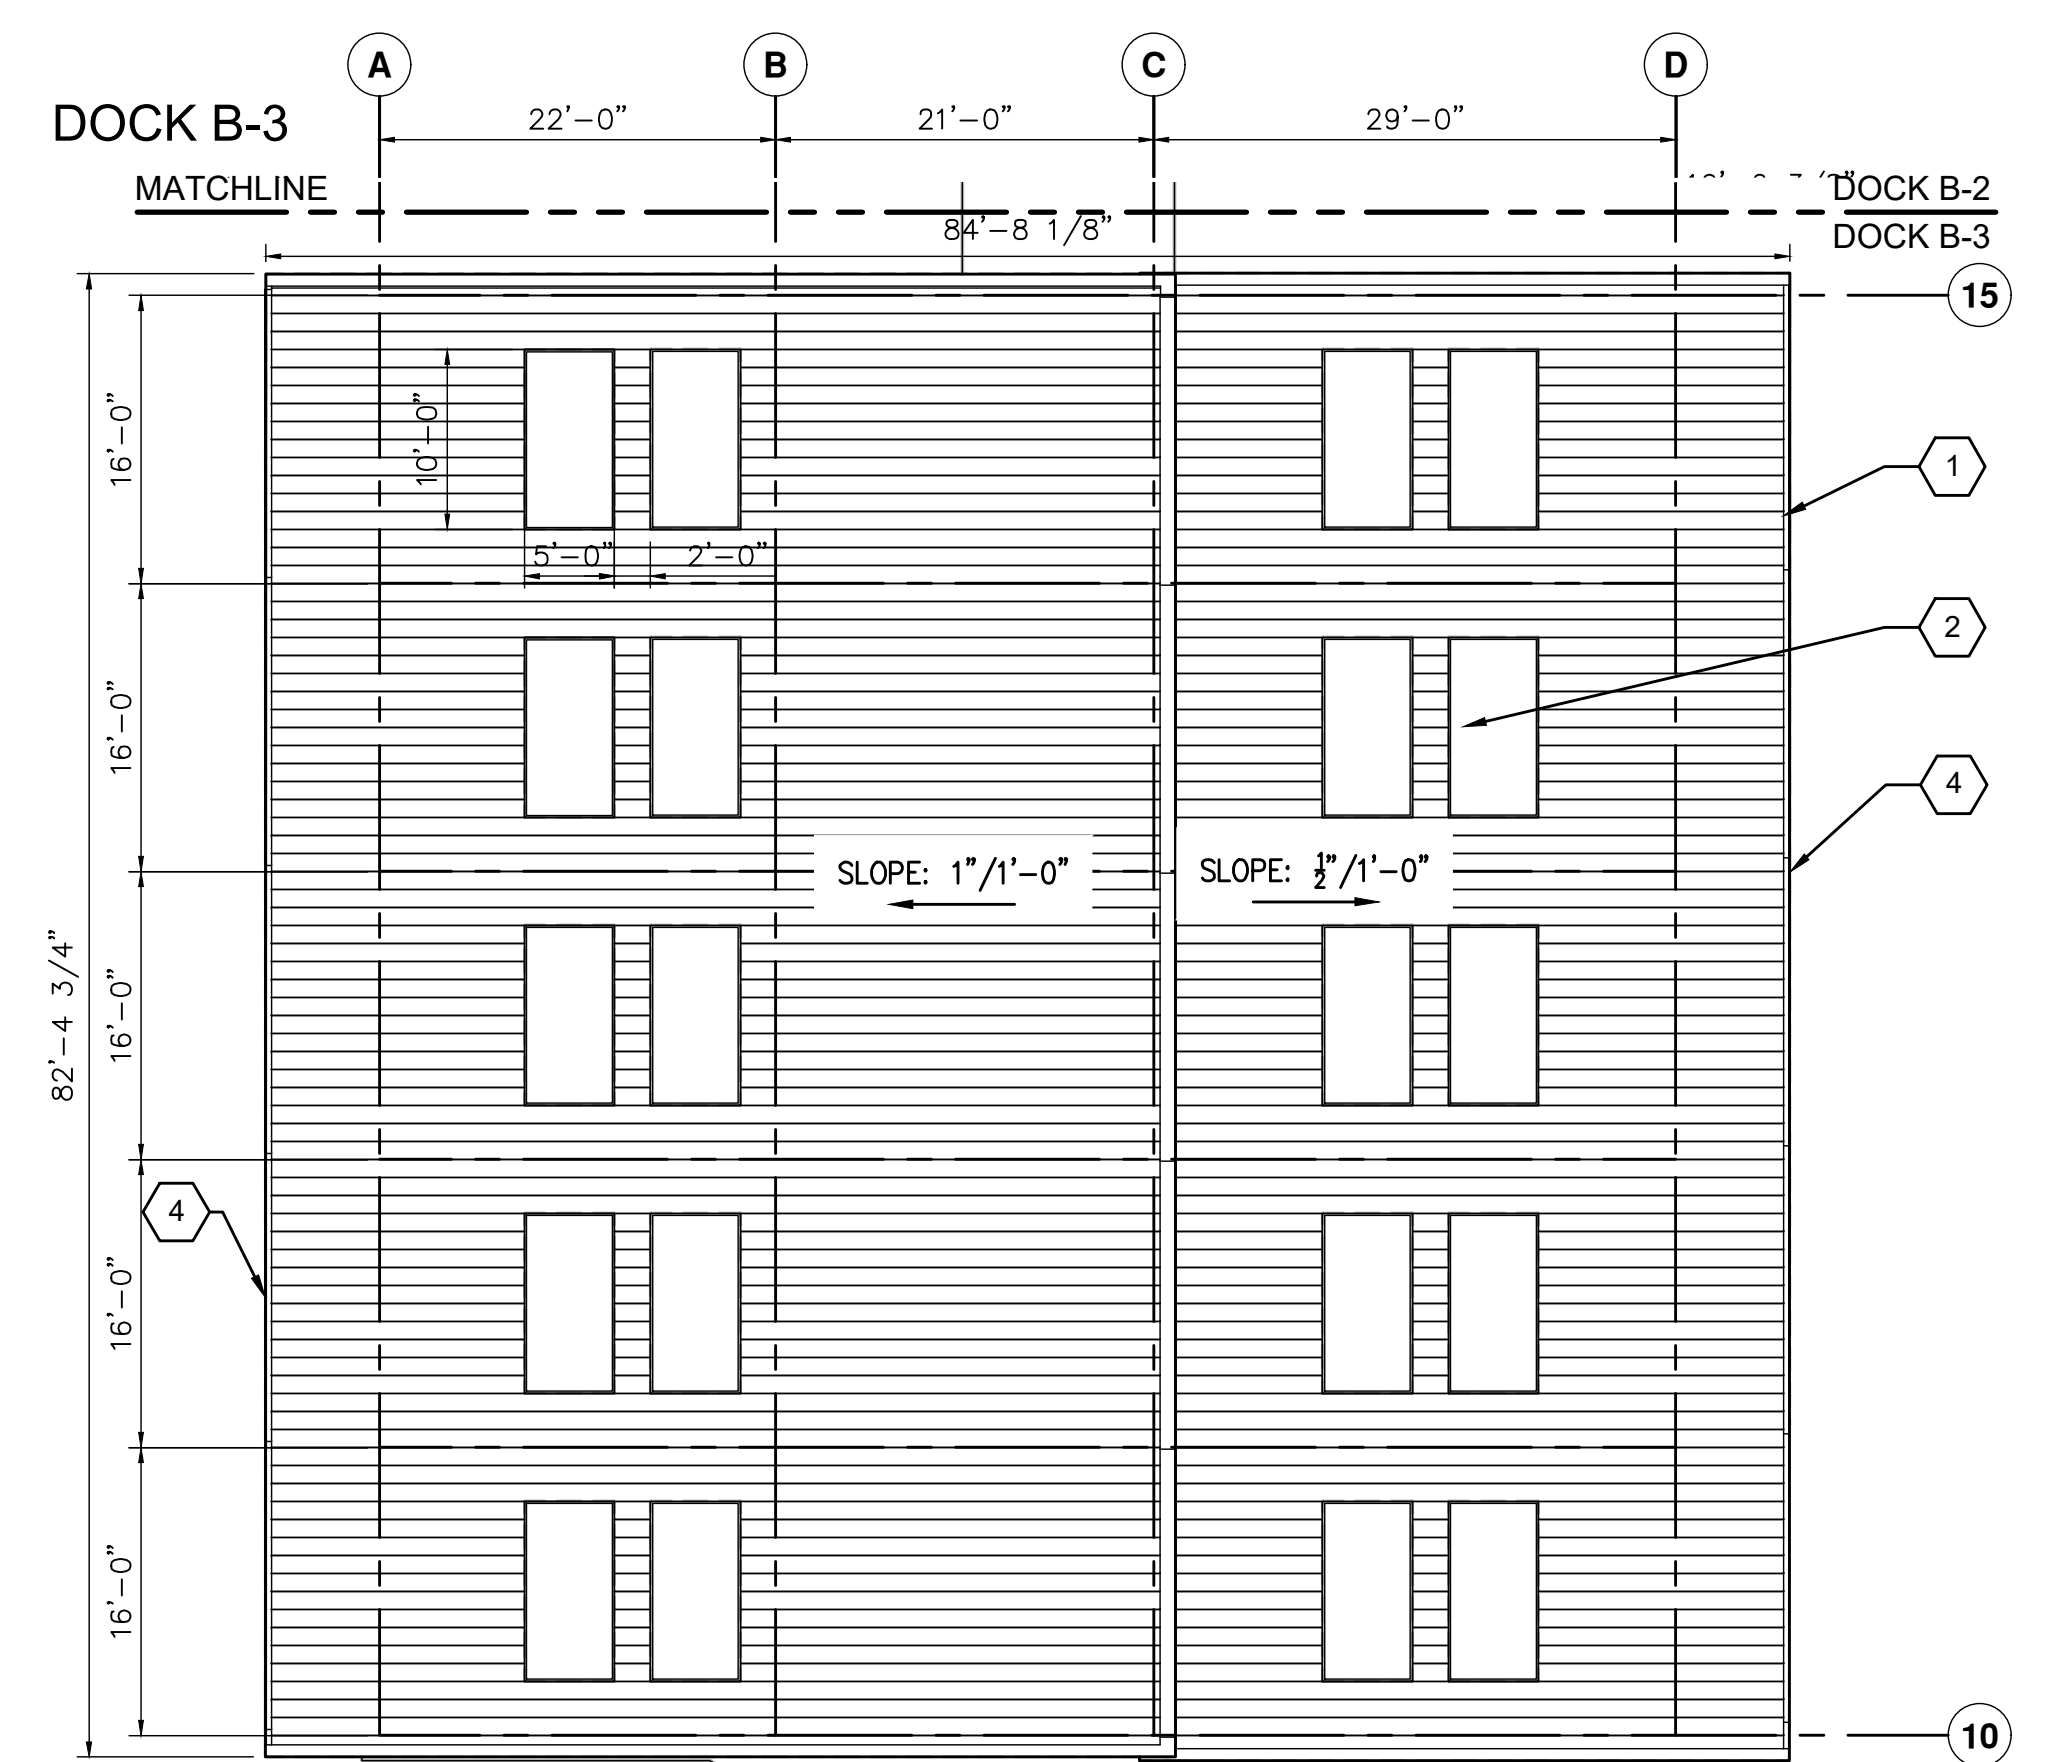 A
B
C
D
DOCK B-3
22'-0"
21'-0"
29'-0"
MATCHLINE
DOCK B-2
84'-8 1/8"
DOCK B-3
15
16'-0"
10'-0"
1
5'-0"
2'-0"
2
16'-0"
4
SLOPE: 1"/1'-0"
SLOPE: ½"/1'-0"
82'-4 3/4"
16'-0"
4
16'-0"
16'-0"
10